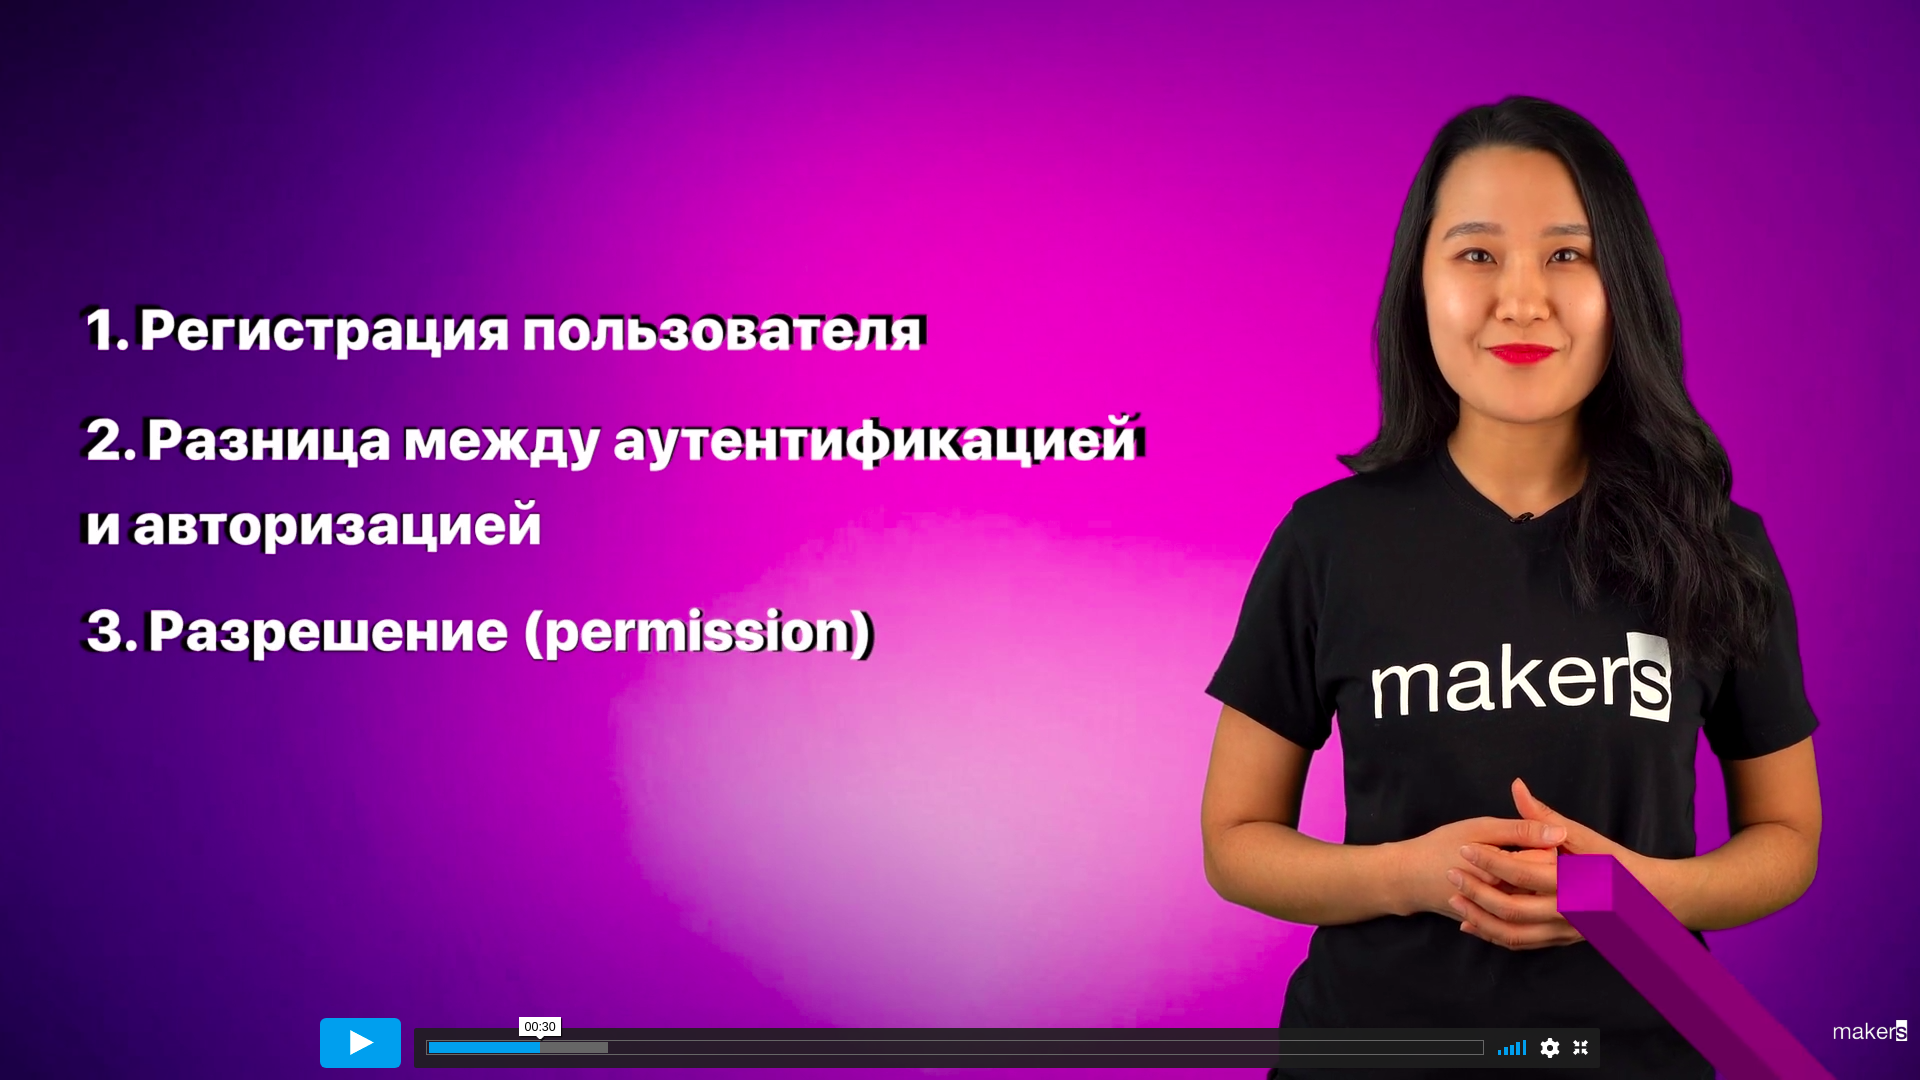 1. Регистрация пользователя
2. Разница между аутентификацией
и авторизацией
3. Разрешение (permission)
makers
00:30
makers